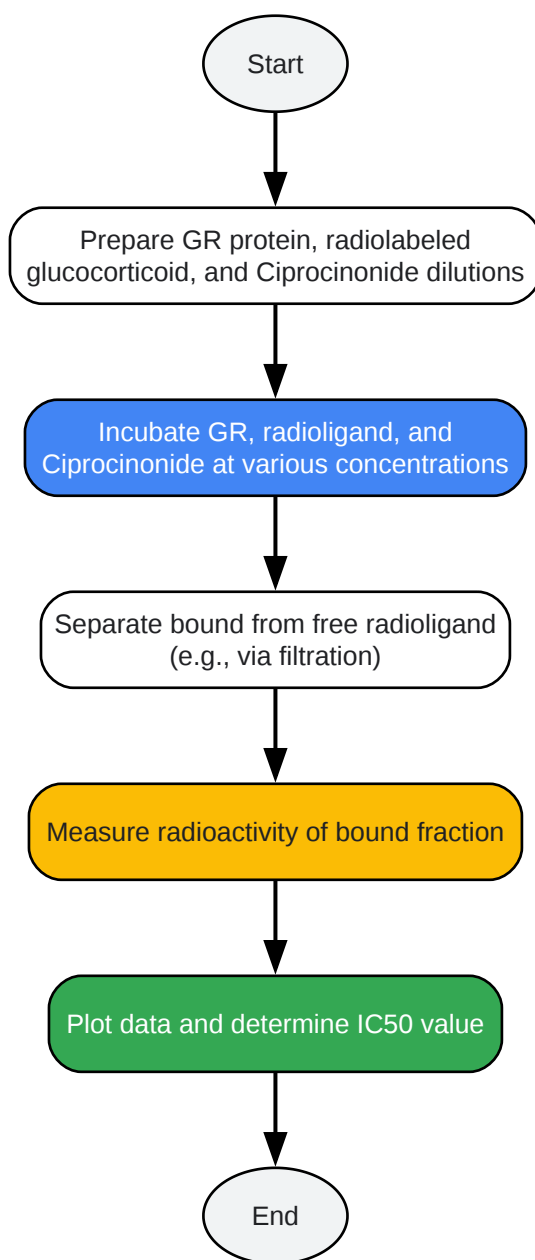 Start
Prepare GR protein, radiolabeled
glucocorticoid, and Ciprocinonide dilutions
Incubate GR, radioligand, and
Ciprocinonide at various concentrations
Separate bound from free radioligand
(e.g., via filtration)
Measure radioactivity of bound fraction
Plot data and determine IC50 value
End